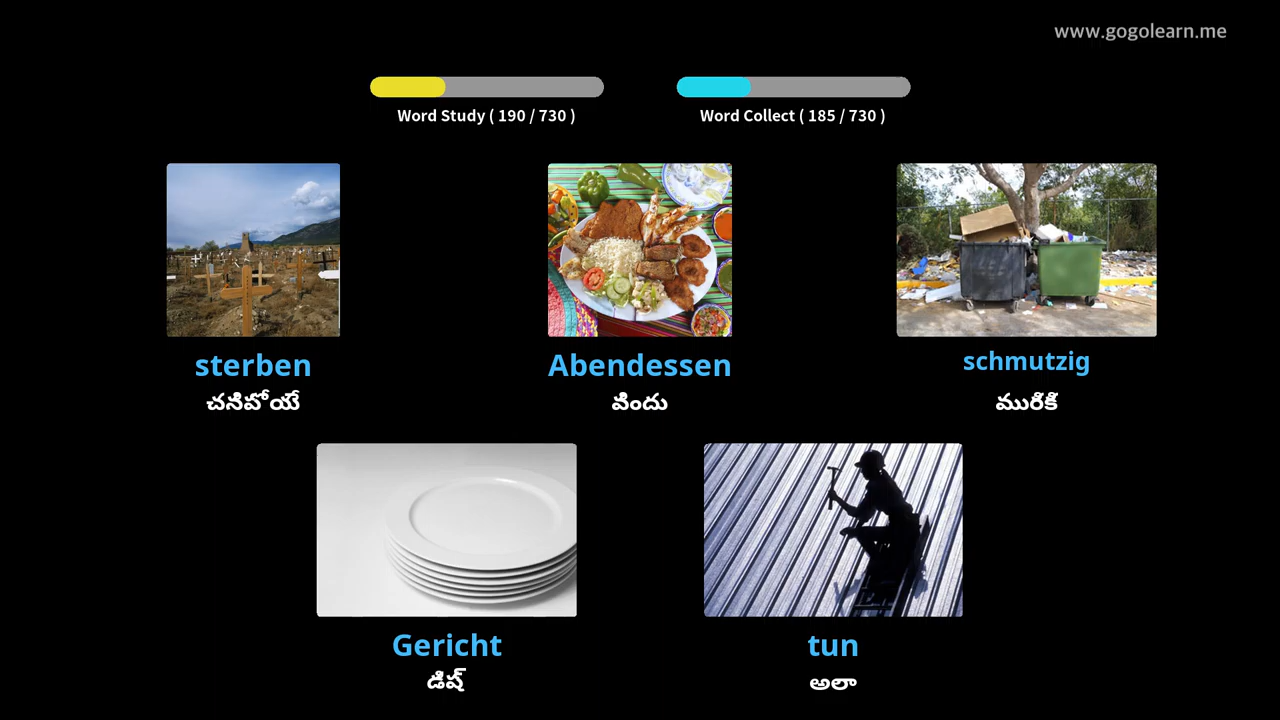 www.gogolearn.me
Word Study ( 190 / 730 )
Word Collect ( 185 / 730 )
sterben
చనిపోయే
Abendessen
విందు
schmutzig
మురికి
Gericht
డిష్
tun
అలా